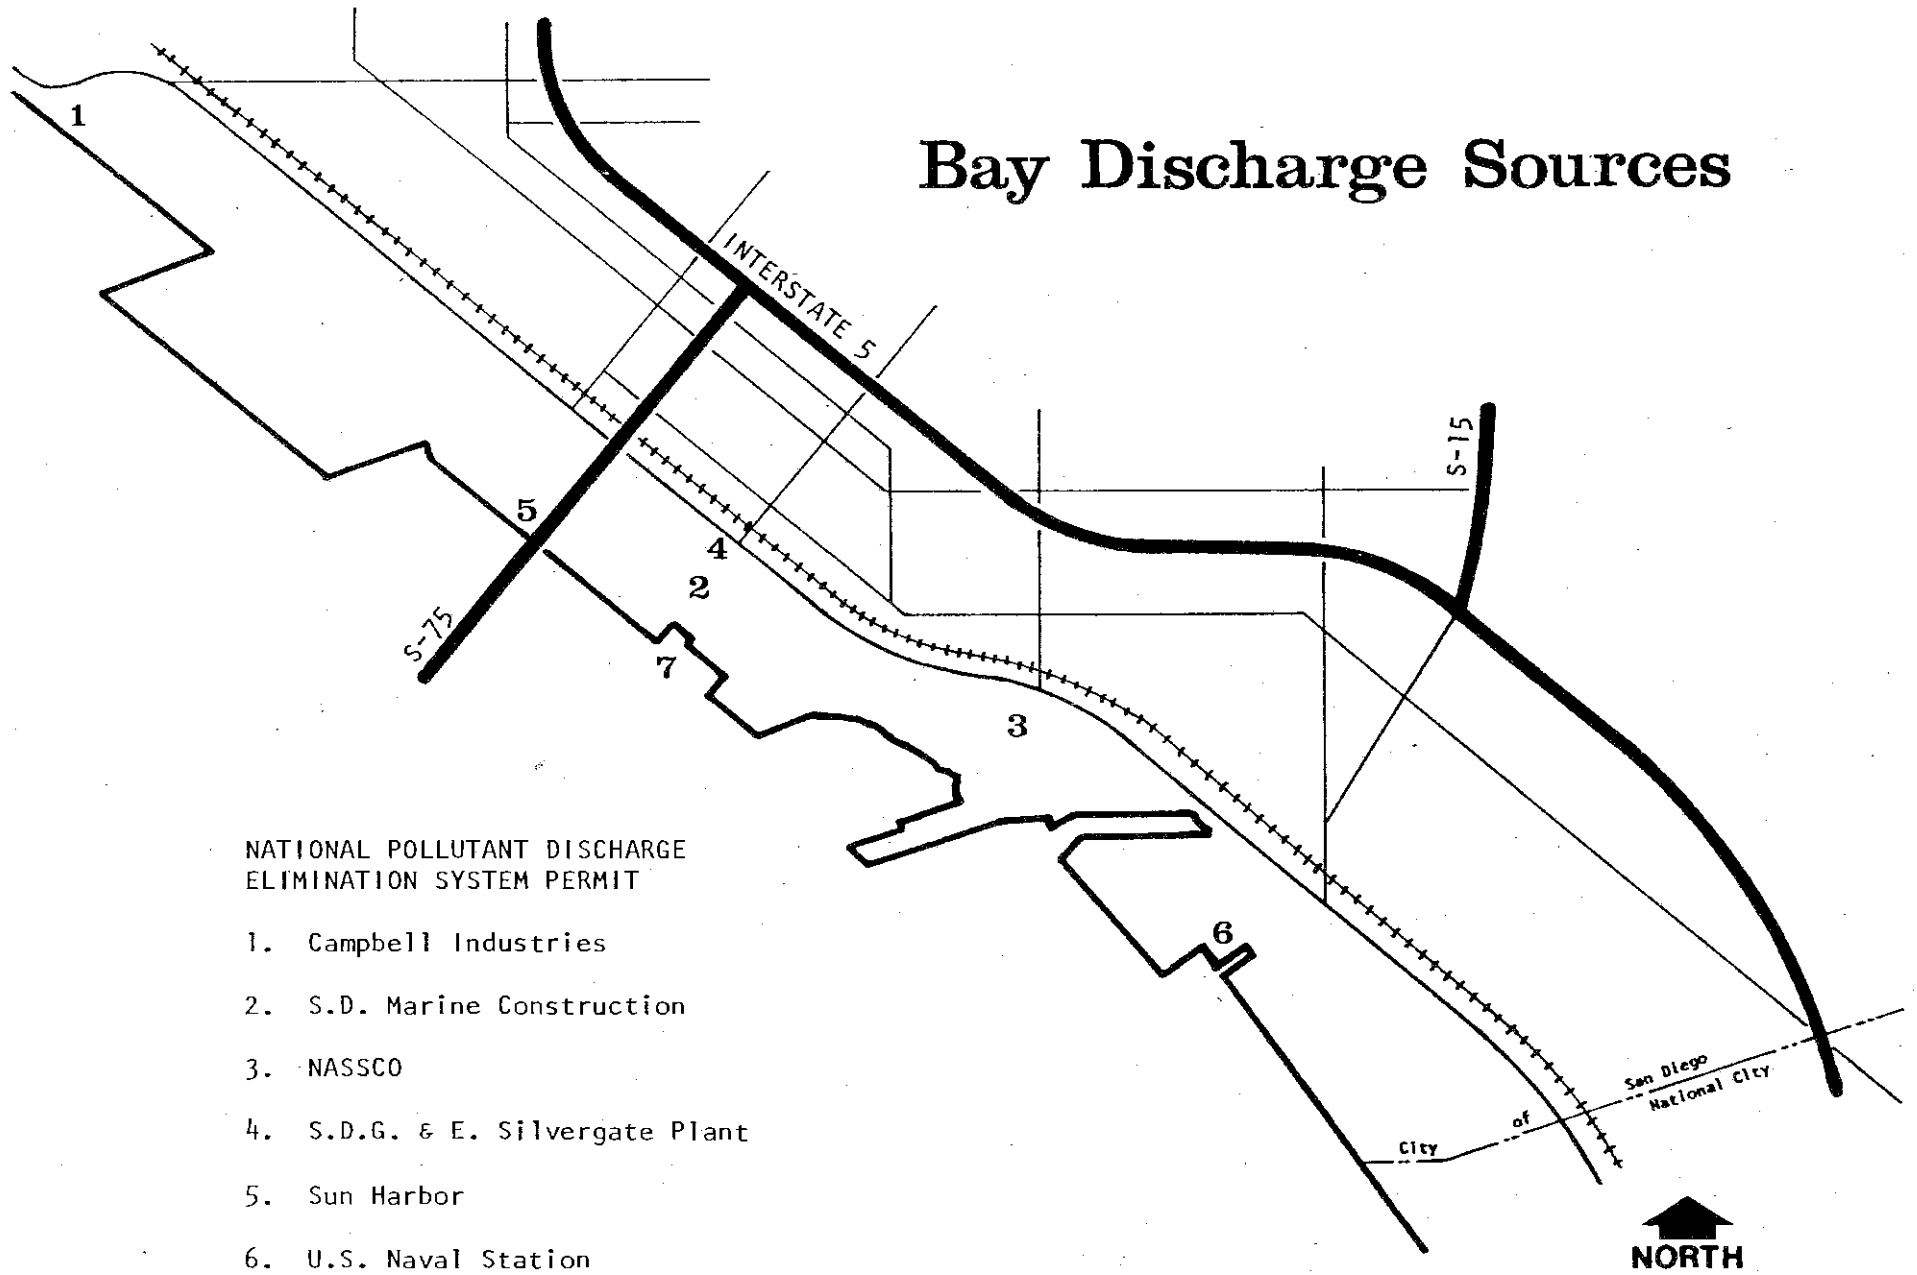 Bay Discharge Sources
1
INTERSTATE 5
S-15
5
4
2
S-75
7
3
6
NATIONAL POLLUTANT DISCHARGE
ELIMINATION SYSTEM PERMIT
1. Campbell Industries
2. S.D. Marine Construction
3. NASSCO
4. S.D.G. & E. Silvergate Plant
5. Sun Harbor
6. U.S. Naval Station
San Diego
National City
City of
NORTH